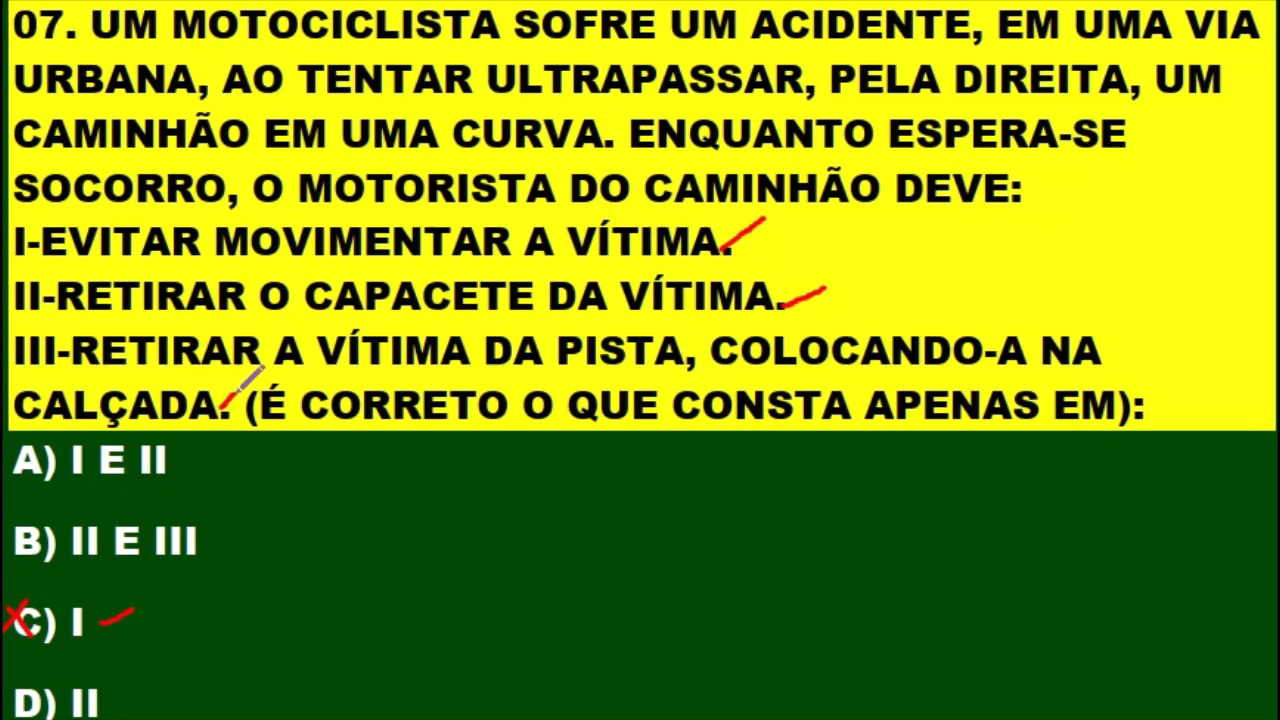 07. UM MOTOCICLISTA SOFRE UM ACIDENTE, EM UMA VIA
URBANA, AO TENTAR ULTRAPASSAR, PELA DIREITA, UM
CAMINHÃO EM UMA CURVA. ENQUANTO ESPERA-SE
SOCORRO, O MOTORISTA DO CAMINHÃO DEVE:
I-EVITAR MOVIMENTAR A VÍTIMA.
II-RETIRAR O CAPACETE DA VÍTIMA.
III-RETIRAR A VÍTIMA DA PISTA, COLOCANDO-A NA
CALÇADA. (É CORRETO O QUE CONSTA APENAS EM):
A) I E II
B) II E III
C) I
D) II